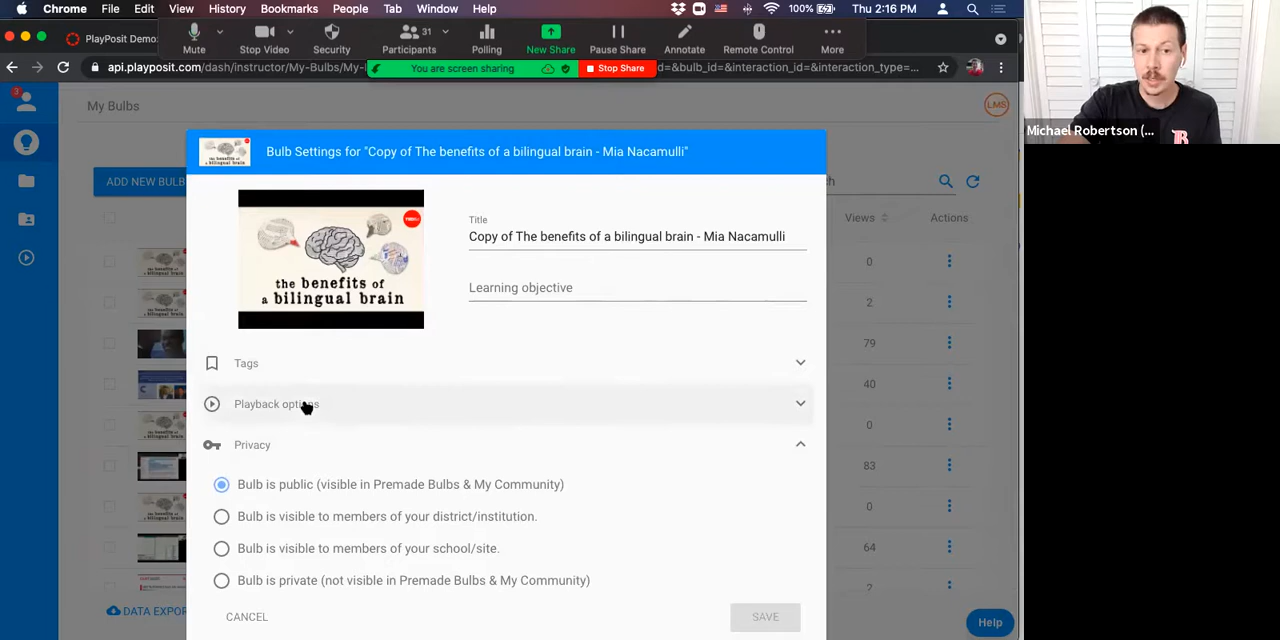 Chrome File Edit View History Bookmarks People Tab Window Help 100% Thu 2:16 PM
PlayPosit Demo:
Mute Stop Video Security Participants 31 Polling New Share Pause Share Annotate Remote Control More
You are screen sharing Stop Share
api.playposit.com/dash/instructor/My-Bulbs/My- d=&bulb_id=&interaction_id=&interaction_type=...
3
My Bulbs
LMS
Bulb Settings for "Copy of The benefits of a bilingual brain - Mia Nacamulli"
ADD NEW BULB
ch
Views
Actions
the benefits of
a bilingual brain
Title
Copy of The benefits of a bilingual brain - Mia Nacamulli
Learning objective
0
2
79
40
0
83
0
64
?
Tags
Playback options
Privacy
Bulb is public (visible in Premade Bulbs & My Community)
Bulb is visible to members of your district/institution.
Bulb is visible to members of your school/site.
Bulb is private (not visible in Premade Bulbs & My Community)
CANCEL
SAVE
DATA EXPOR
Help
Michael Robertson (...